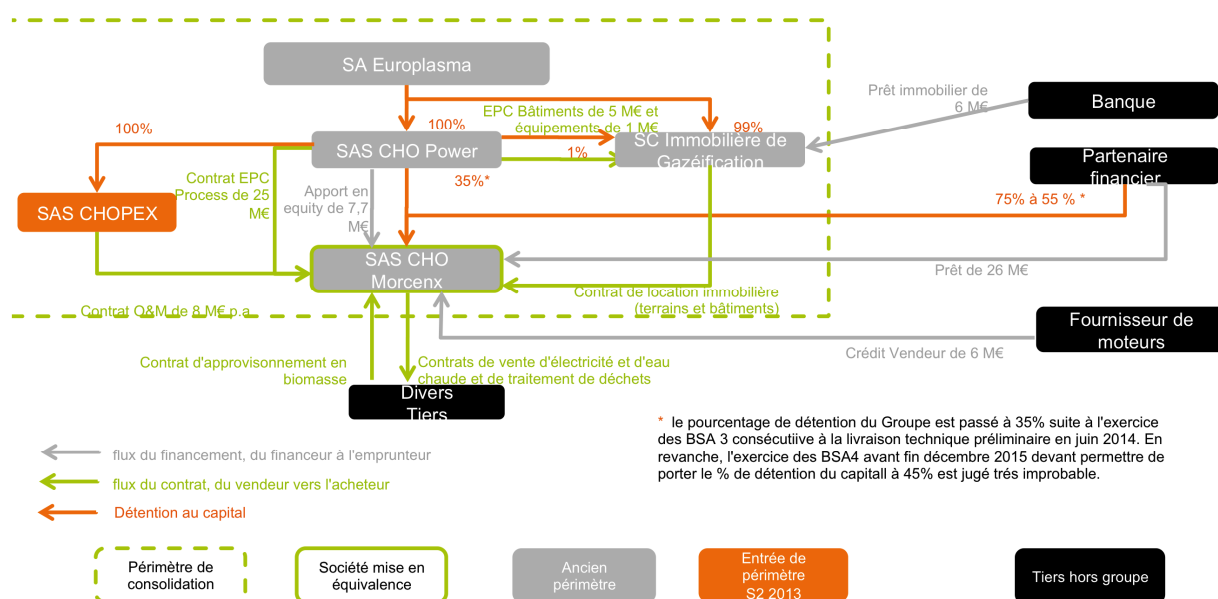 SA Europlasma
Prêt immobilier de
6 M€
Banque
EPC Bâtiments de 5 M€ et
équipements de 1 M€
100%
100%
99%
SAS CHO Power
SC Immobilière de
Gazéification
1%
Partenaire
financier
Contrat EPC
Process de 25
M€
35%*
Apport en
equity de 7,7
M€
75% à 55 % *
SAS CHOPEX
SAS CHO
Morcenx
Prêt de 26 M€
Contrat de location immobilière
(terrains et bâtiments)
Contrat O&M de 8 M€ p.a.
Fournisseur de
moteurs
Crédit Vendeur de 6 M€
Contrat d'approvisonnement en
biomasse
Contrats de vente d'électricité et d'eau
chaude et de traitement de déchets
Divers
Tiers
* le pourcentage de détention du Groupe est passé à 35% suite à l'exercice
des BSA 3 consécutiive à la livraison technique préliminaire en juin 2014. En
revanche, l'exercice des BSA4 avant fin décembre 2015 devant permettre de
porter le % de détention du capitall à 45% est jugé trés improbable.
flux du financement, du financeur à l'emprunteur
flux du contrat, du vendeur vers l'acheteur
Détention au capital
Périmètre de
consolidation
Société mise en
équivalence
Ancien
périmètre
Entrée de
périmètre
S2 2013
Tiers hors groupe